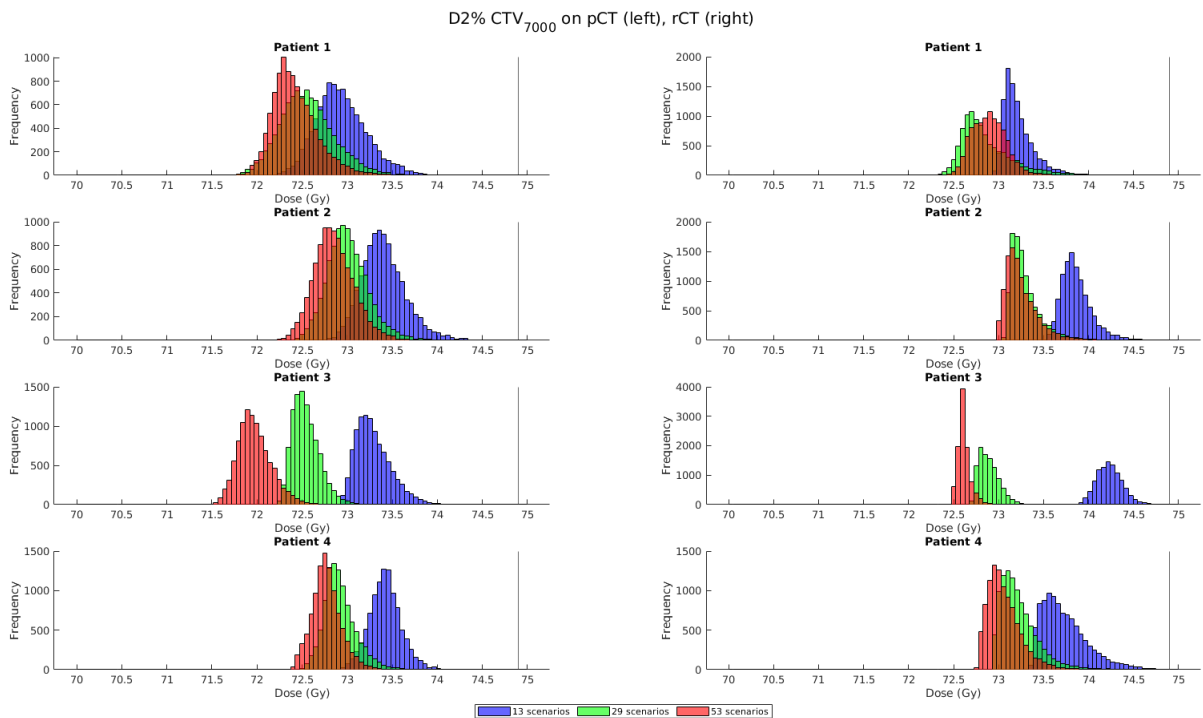 D2% CTV7000 on pCT (left), rCT (right)
Patient 1
Frequency
1000
800
600
400
200
0
70 70.5 71 71.5 72 72.5 73 73.5 74 74.5 75
Dose (Gy)
Patient 1
Frequency
2000
1500
1000
500
0
70 70.5 71 71.5 72 72.5 73 73.5 74 74.5 75
Dose (Gy)
Patient 2
Frequency
1000
800
600
400
200
0
70 70.5 71 71.5 72 72.5 73 73.5 74 74.5 75
Dose (Gy)
Patient 2
Frequency
2000
1500
1000
500
0
70 70.5 71 71.5 72 72.5 73 73.5 74 74.5 75
Dose (Gy)
Patient 3
Frequency
1500
1000
500
0
70 70.5 71 71.5 72 72.5 73 73.5 74 74.5 75
Dose (Gy)
Patient 3
Frequency
4000
3000
2000
1000
0
70 70.5 71 71.5 72 72.5 73 73.5 74 74.5 75
Dose (Gy)
Patient 4
Frequency
1500
1000
500
0
70 70.5 71 71.5 72 72.5 73 73.5 74 74.5 75
Dose (Gy)
Patient 4
Frequency
1500
1000
500
0
70 70.5 71 71.5 72 72.5 73 73.5 74 74.5 75
Dose (Gy)
13 scenarios 29 scenarios 53 scenarios